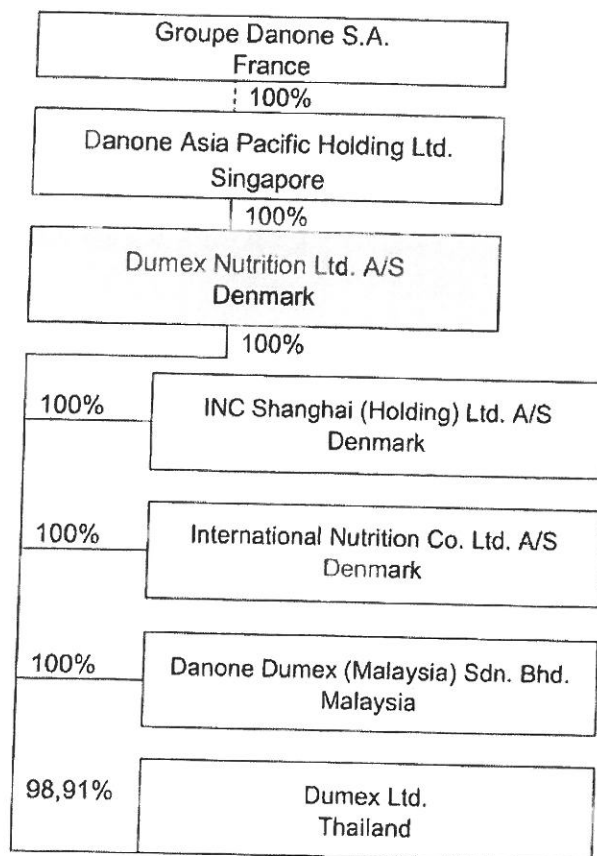 Groupe Danone S.A.
France
100%
Danone Asia Pacific Holding Ltd.
Singapore
100%
Dumex Nutrition Ltd. A/S
Denmark
100%
100%
INC Shanghai (Holding) Ltd. A/S
Denmark
100%
International Nutrition Co. Ltd. A/S
Denmark
100%
Danone Dumex (Malaysia) Sdn. Bhd.
Malaysia
98,91%
Dumex Ltd.
Thailand